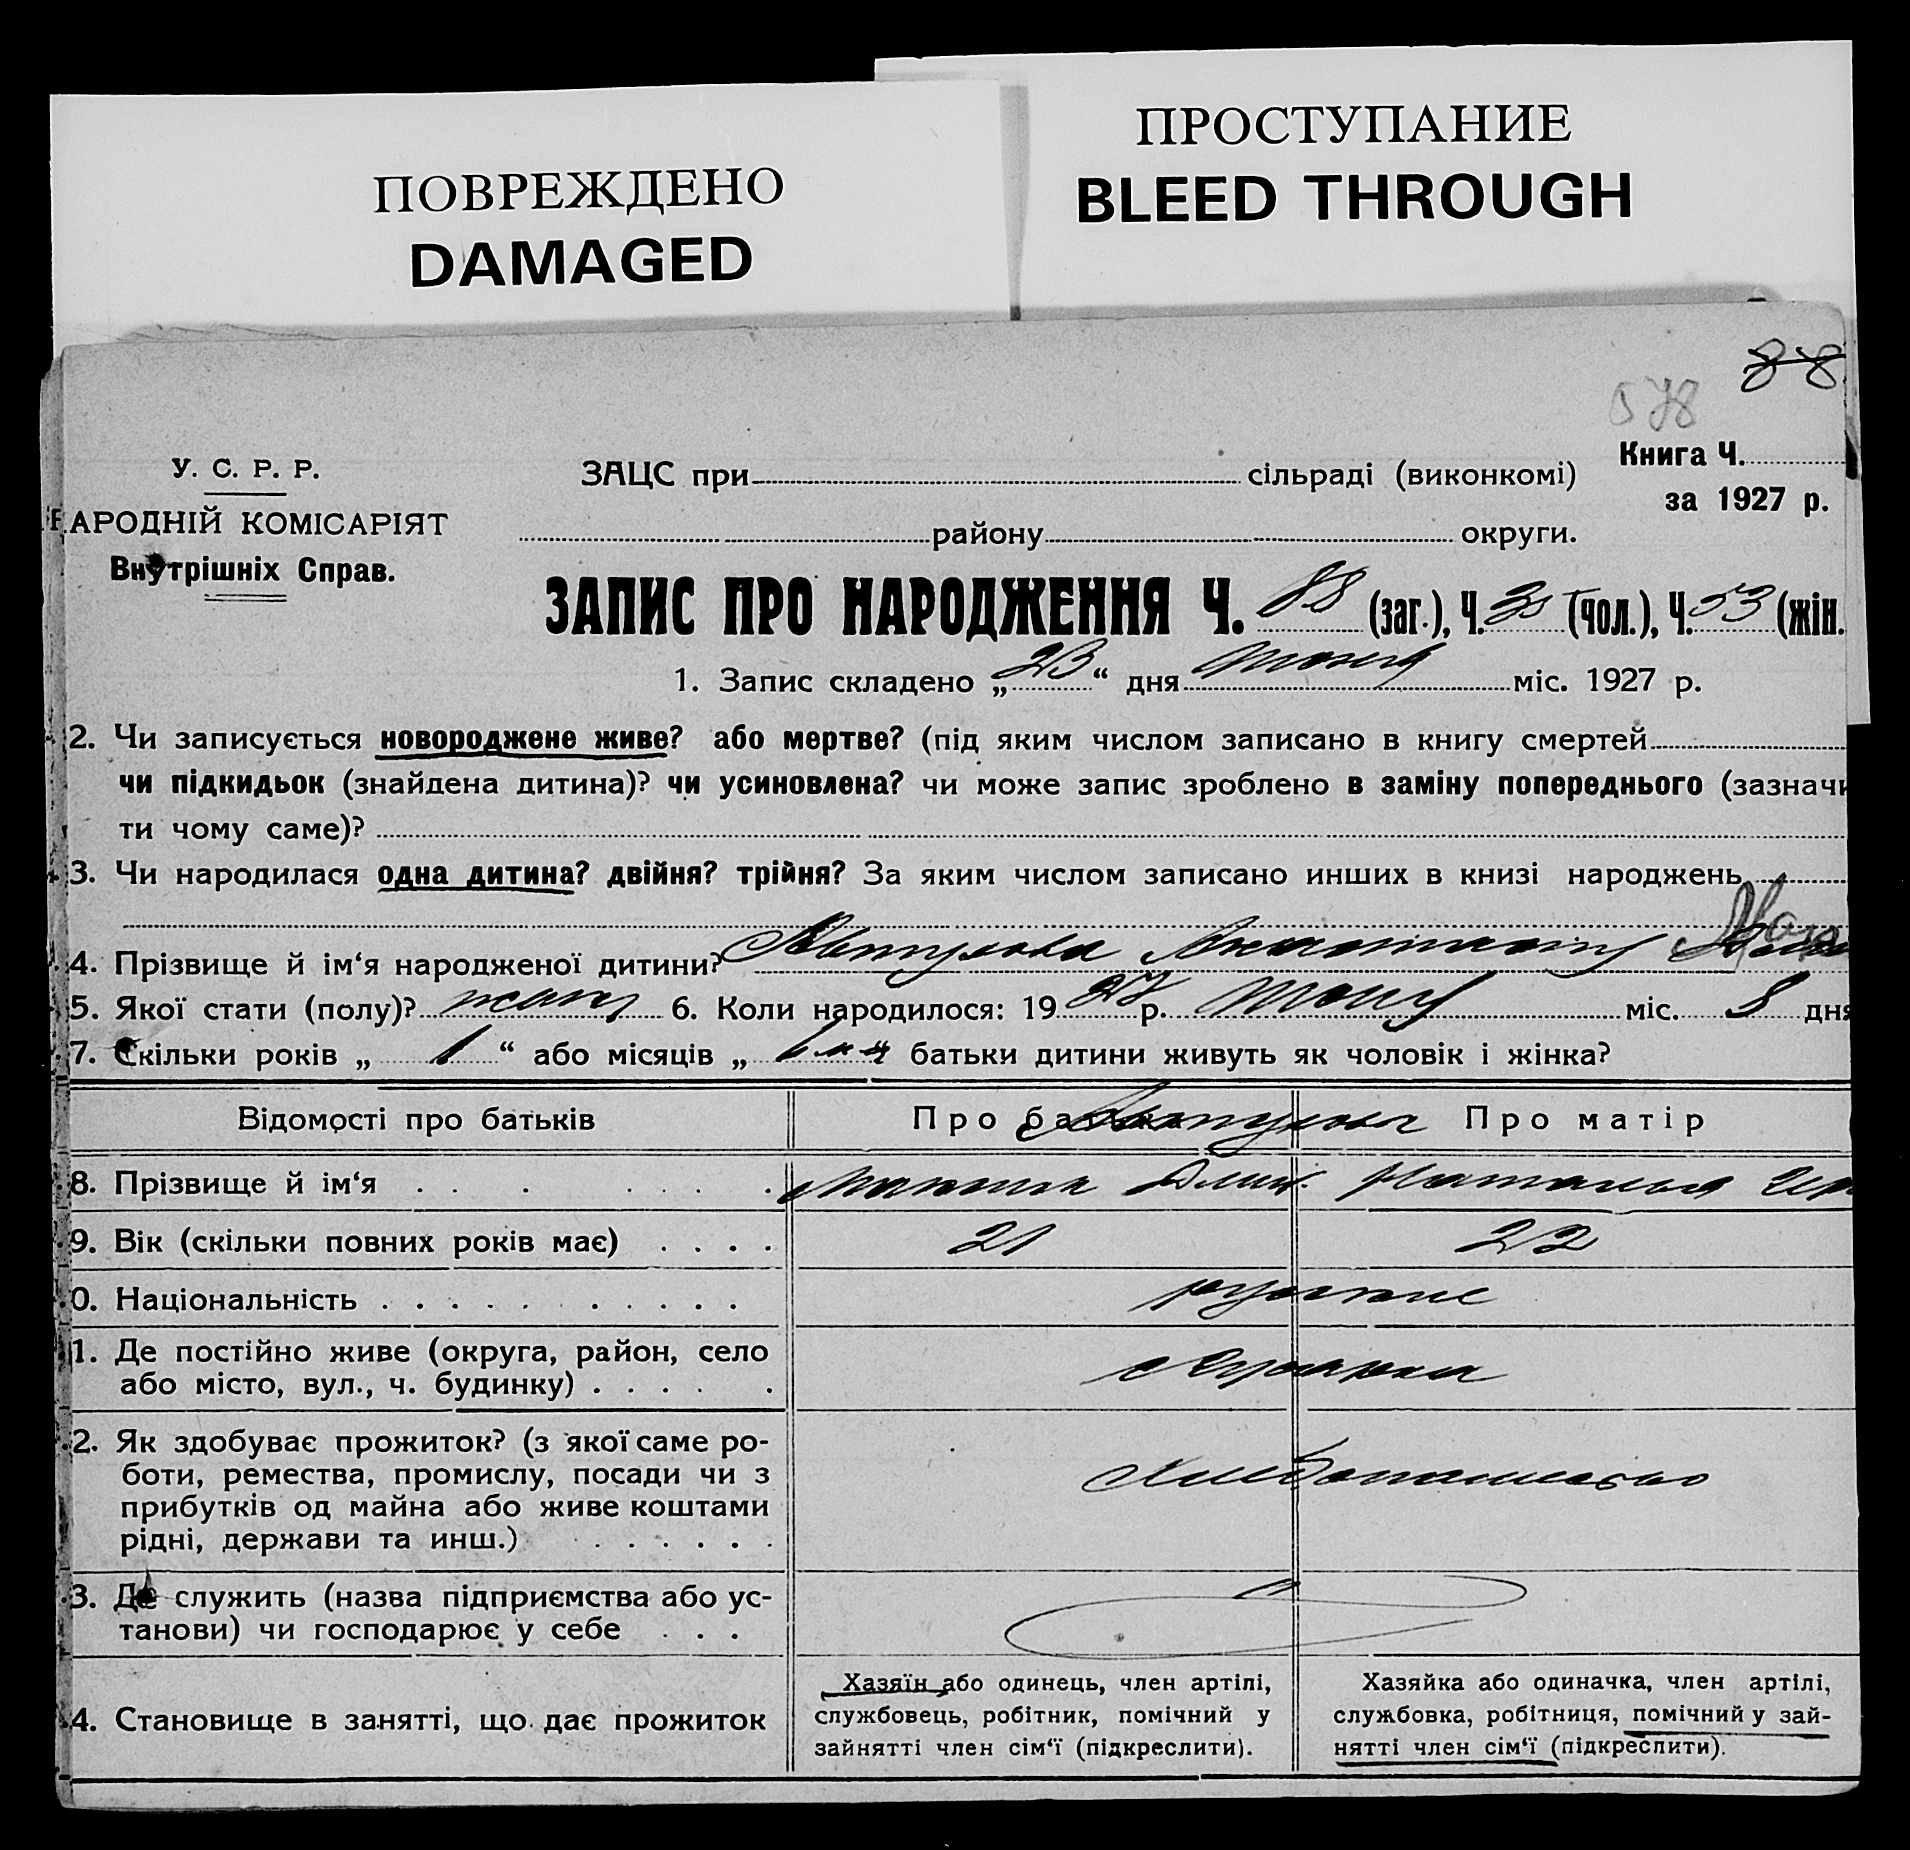 ПОВРЕЖДЕНО
DAMAGED
ПРОСТУПАНИЕ
BLEED THROUGH
88
578
У. С. Р. Р.
НАРОДНІЙ КОМІСАРІЯТ
Внутрішніх Справ.
ЗАЦС при сільраді (виконкомі)
Книга Ч.
за 1927 р.
району округи.
ЗАПИС ПРО НАРОДЖЕННЯ Ч. 88 (заг.), Ч. 35 (чол.), Ч. 53 (жін.
1. Запис складено „ 23 “ дня міс. 1927 р.
2. Чи записується новороджене живе? або мертве? (під яким числом записано в книгу смертей
чи підкидьок (знайдена дитина)? чи усиновлена? чи може запис зроблено в заміну попереднього (зазначи
ти чому саме)?
3. Чи народилася одна дитина? двійня? трійня? За яким числом записано инших в книзі народжень
4. Прізвище й ім‘я народженої дитини?
5. Якої стати (полу)? 6. Коли народилося: 19 27 р. міс. 8 дня
7. Скільки років „ 1 “ або місяців „ “ батьки дитини живуть як чоловік і жінка?
Відомості про батьків Про батька Про матір
8. Прізвище й ім‘я
9. Вік (скільки повних років має) 21 22
0. Національність
1. Де постійно живе (округа, район, село
або місто, вул., ч. будинку)
2. Як здобуває прожиток? (з якої саме ро-
боти, ремества, промислу, посади чи з
прибутків од майна або живе коштами
рідні, держави та инш.)
3. Де служить (назва підприємства або ус-
танови) чи господарює у себе
4. Становище в занятті, що дає прожиток
Хазяїн або одинець, член артілі,
службовець, робітник, помічний у
зайнятті член сім‘ї (підкреслити).
Хазяйка або одиначка, член артілі,
службовка, робітниця, помічний у зай-
нятті член сім‘ї (підкреслити).